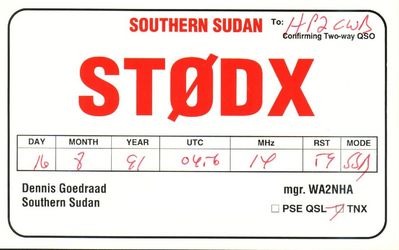 SOUTHERN SUDAN To: HP2CWB
Confirming Two-way QSO
STØDX
DAY MONTH YEAR UTC MHz RST MODE
16 8 91 0456 14 59 SSB
Dennis Goedraad mgr. WA2NHA
Southern Sudan
PSE QSL TNX